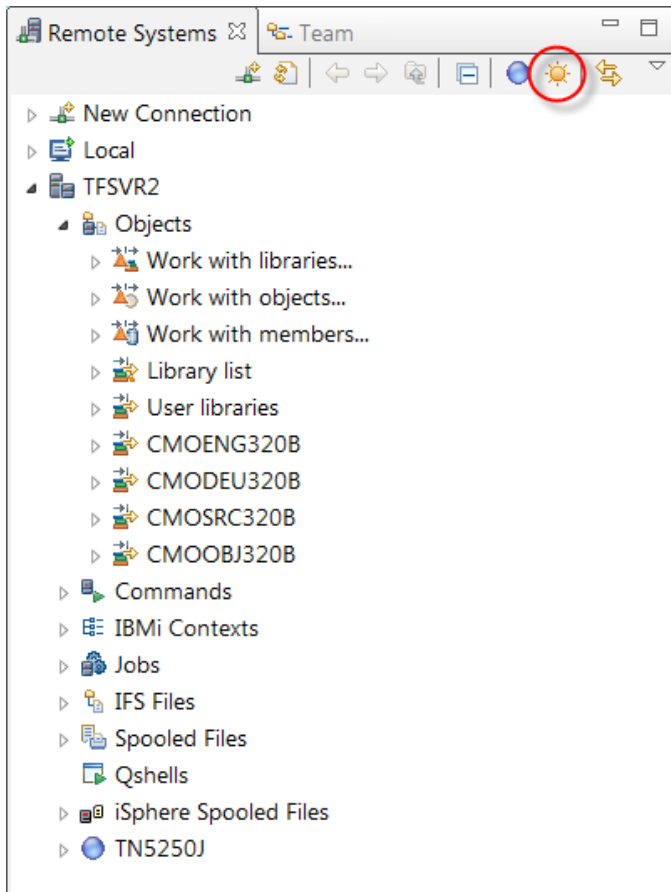 Remote Systems Team
New Connection
Local
TFSVR2
Objects
Work with libraries...
Work with objects...
Work with members...
Library list
User libraries
CMOENG320B
CMODEU320B
CMOSRC320B
CMOOBJ320B
Commands
IBMi Contexts
Jobs
IFS Files
Spooled Files
Qshells
iSphere Spooled Files
TN5250J